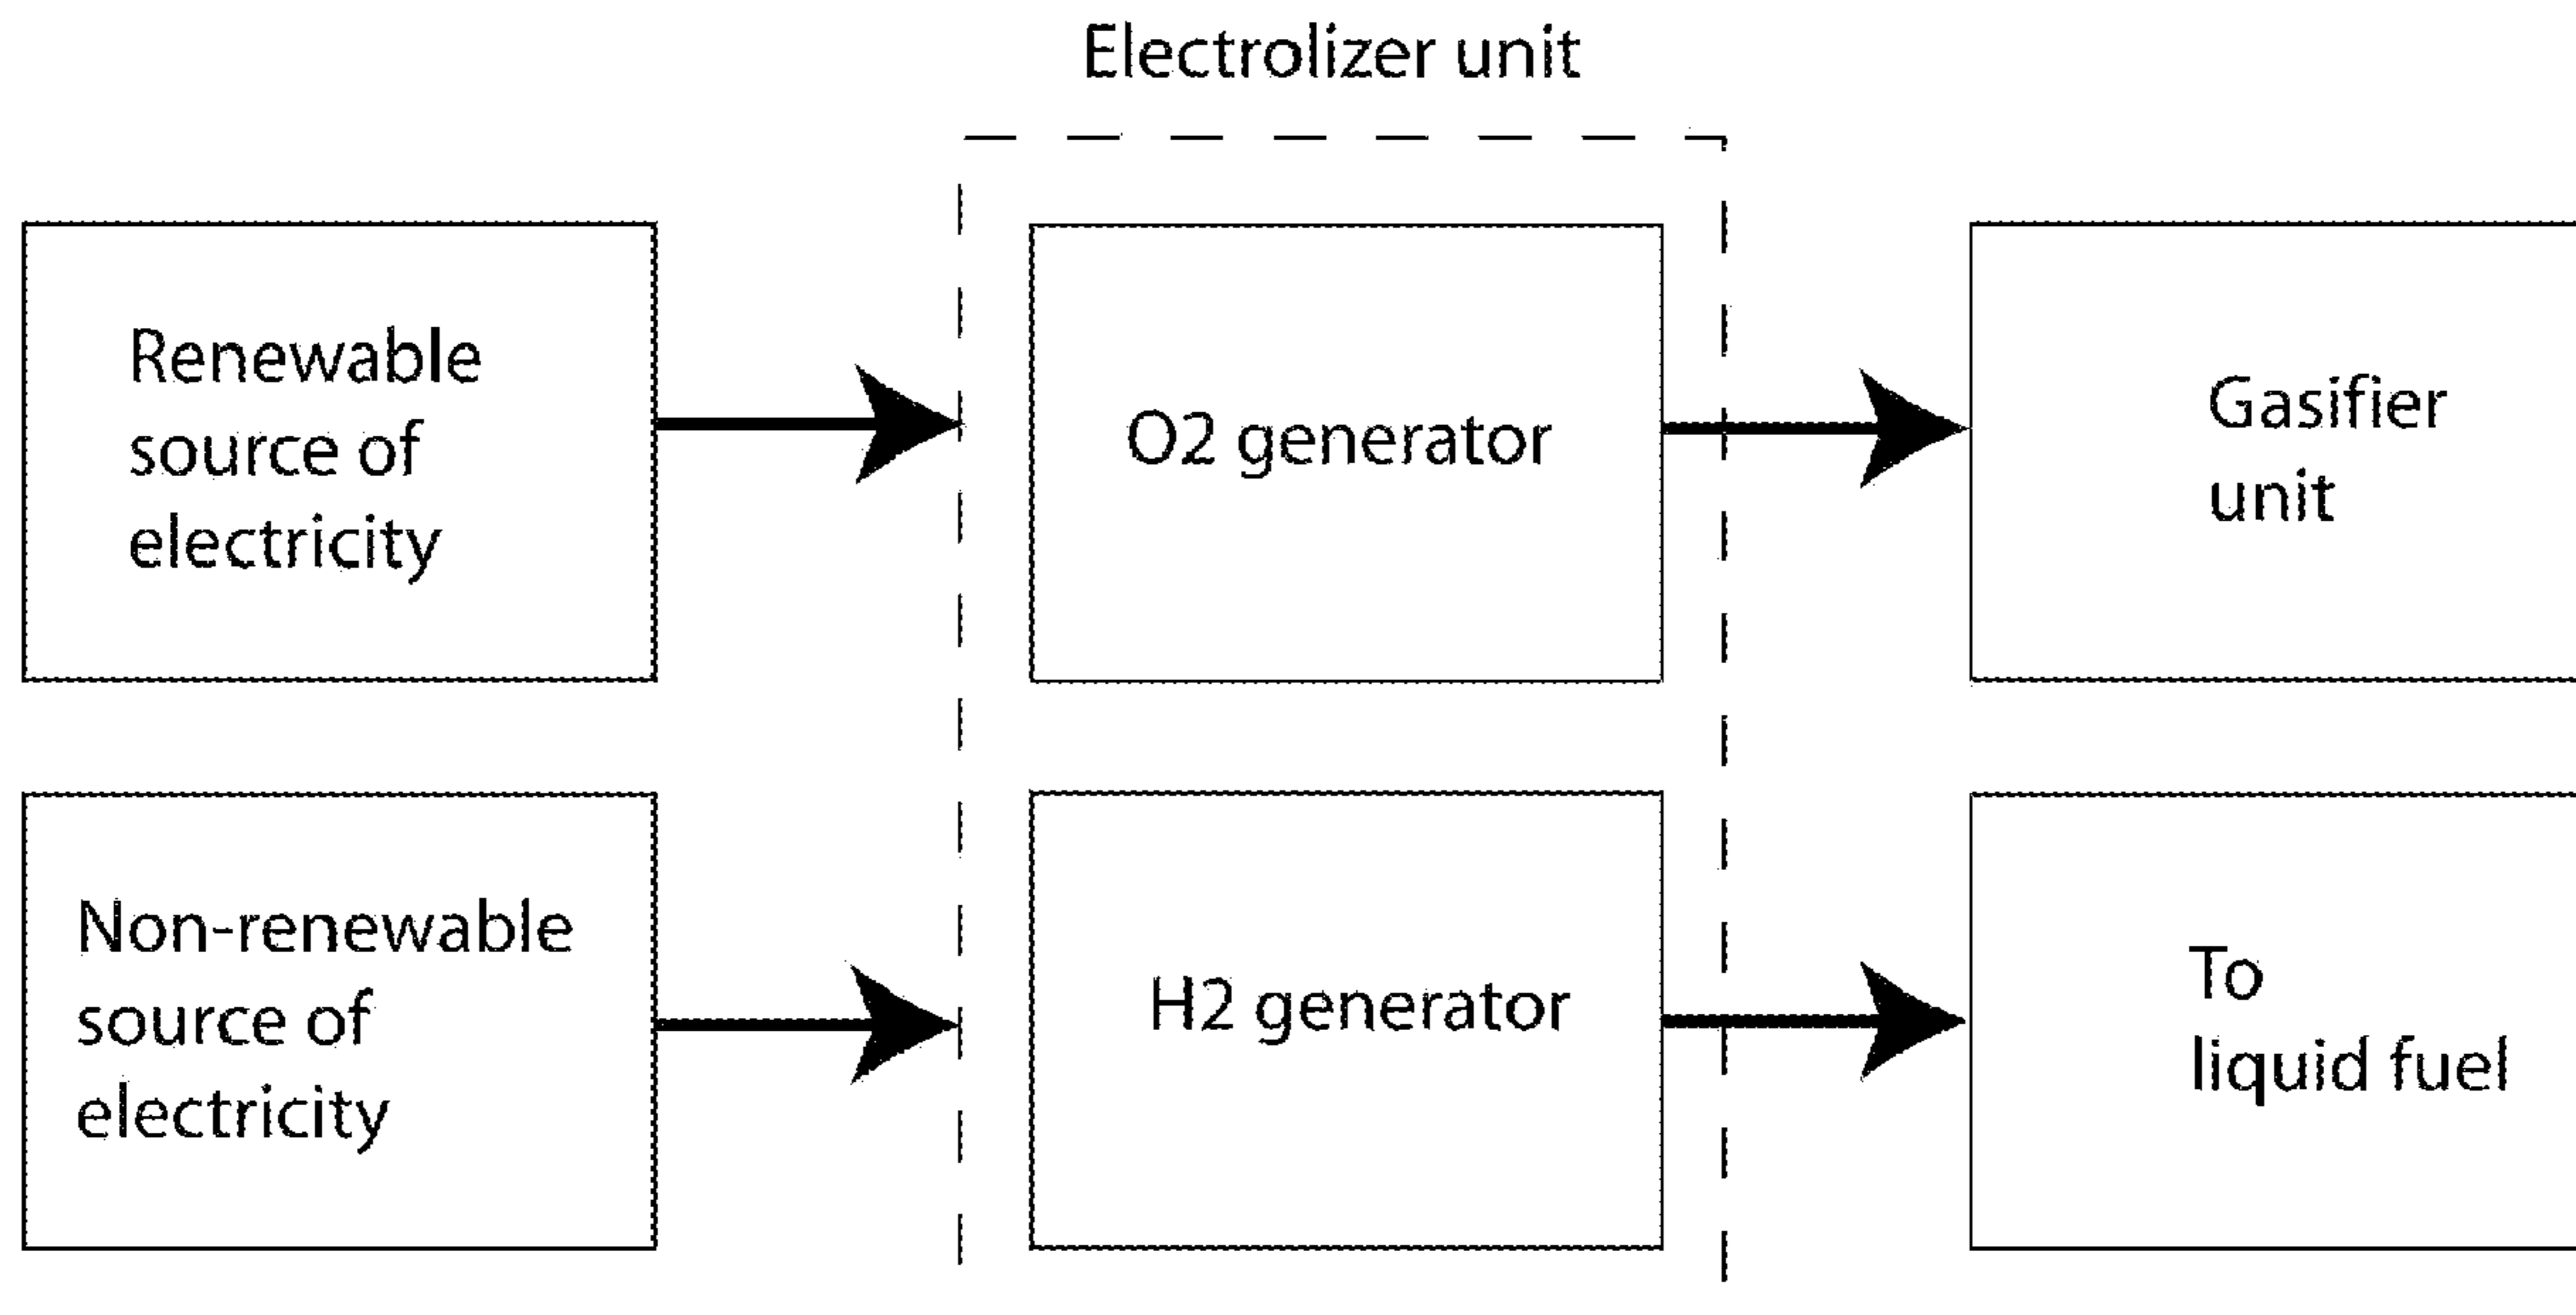 Electrolizer unit
Renewable
source of
electricity
O2 generator
Gasifier
unit
Non-renewable
source of
electricity
H2 generator
To
liquid fuel